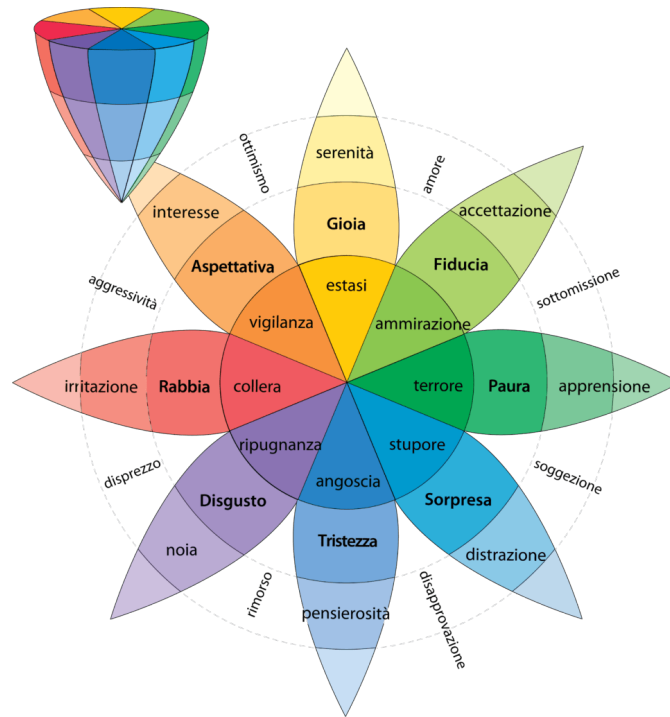 ottimismo
serenità
amore
interesse
accettazione
Gioia
Aspettativa
Fiducia
aggressività
estasi
sottomissione
vigilanza
ammirazione
irritazione
Rabbia
collera
terrore
Paura
apprensione
ripugnanza
stupore
disprezzo
angoscia
soggezione
Disgusto
Sorpresa
Tristezza
noia
distrazione
rimorso
pensierosità
disapprovazione